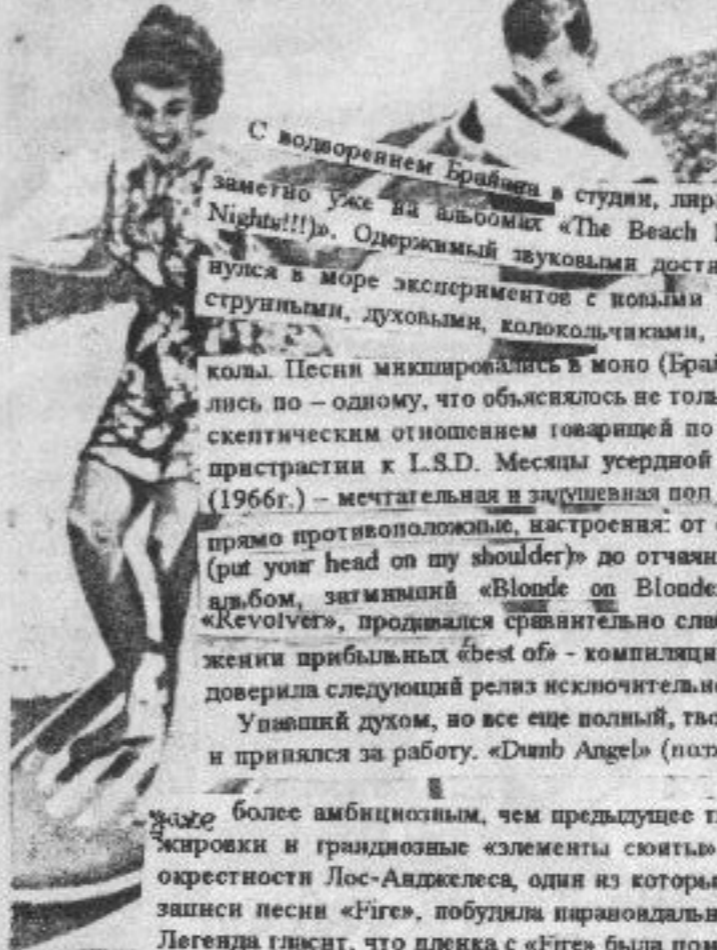 С водворением Брайана в студии, лир
заметно уже на альбомах «The Beach
Nights!!!)». Одержимый звуковыми дости
нулся в море экспериментов с новыми
струнными, духовыми, колокольчиками,
колы. Песни микшировались в моно (Брай
лись по – одному, что объяснялось не толь
скептическим отношением товарищей по
пристрастии к L.S.D. Месяцы усердной
(1966г.) – мечтательная и задушевная поп
прямо противоположные, настроения: от
(put your head on my shoulder)» до отчаян
альбом, затмивший «Blonde on Blonde
«Revolver», продавался сравнительно сла
жении прибыльных «best of» - компиляци
доверила следующий релиз исключительно
Упавший духом, но все еще полный, тво
и принялся за работу. «Dumb Angel» (поз
даже более амбициозным, чем предыдущее
жировки и грандиозные «элементы сюиты»
окрестности Лос-Анджелеса, один из которы
записи песни «Fire», побудила параноидальн
Легенда гласит, что пленка с «Fire» была